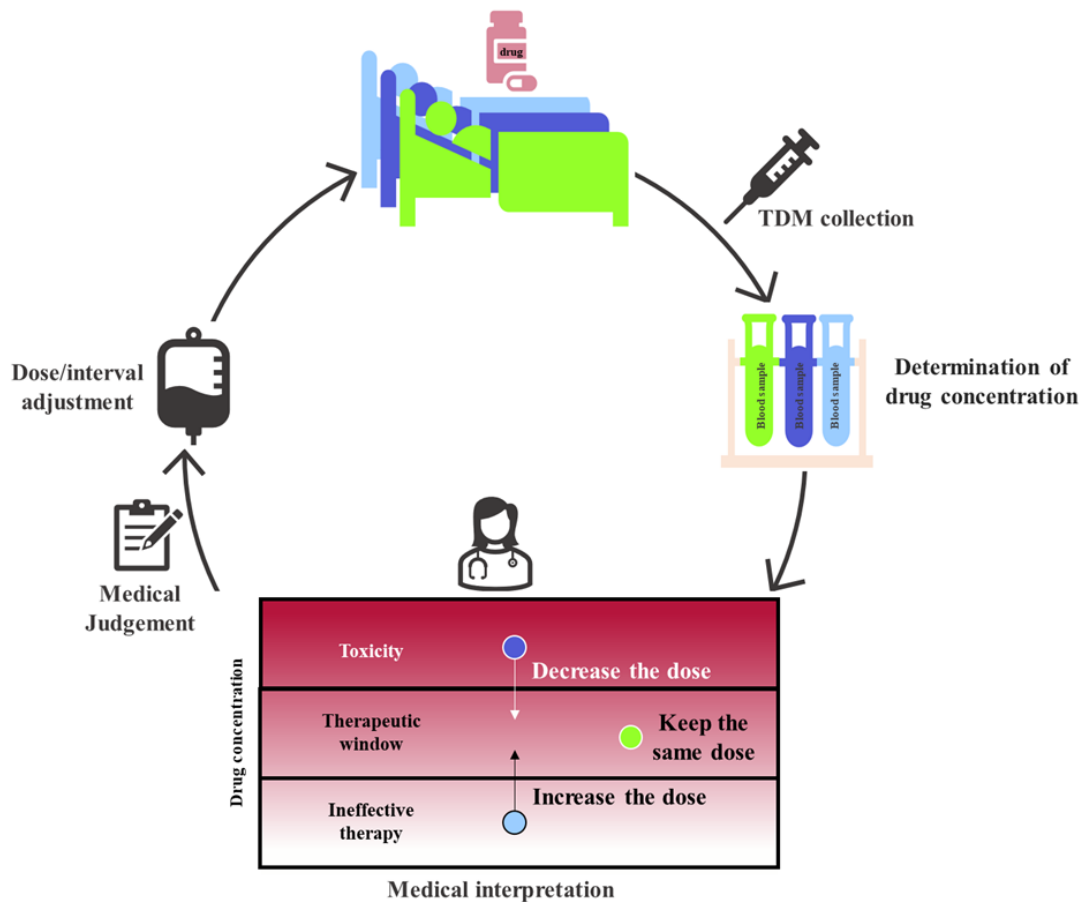 drug
TDM collection
Blood sample
Blood sample
Blood sample
Determination of
drug concentration
Dose/interval
adjustment
Medical
Judgement
Drug concentration
Toxicity
Decrease the dose
Therapeutic
window
Keep the
same dose
Increase the dose
Ineffective
therapy
Medical interpretation